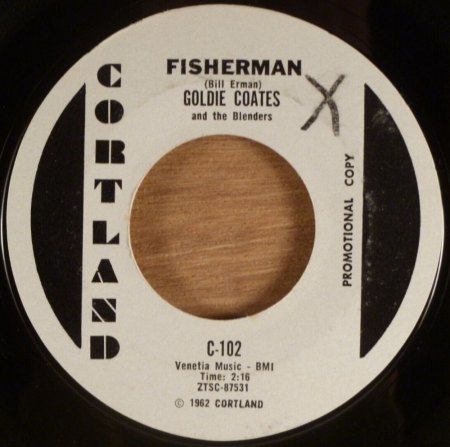 FISHERMAN
(Bill Erman)
GOLDIE COATES
and the Blenders
X
CORTLAND
PROMOTIONAL COPY
C-102
Venetia Music - BMI
Time: 2:16
ZTSC-87531
© 1962 CORTLAND